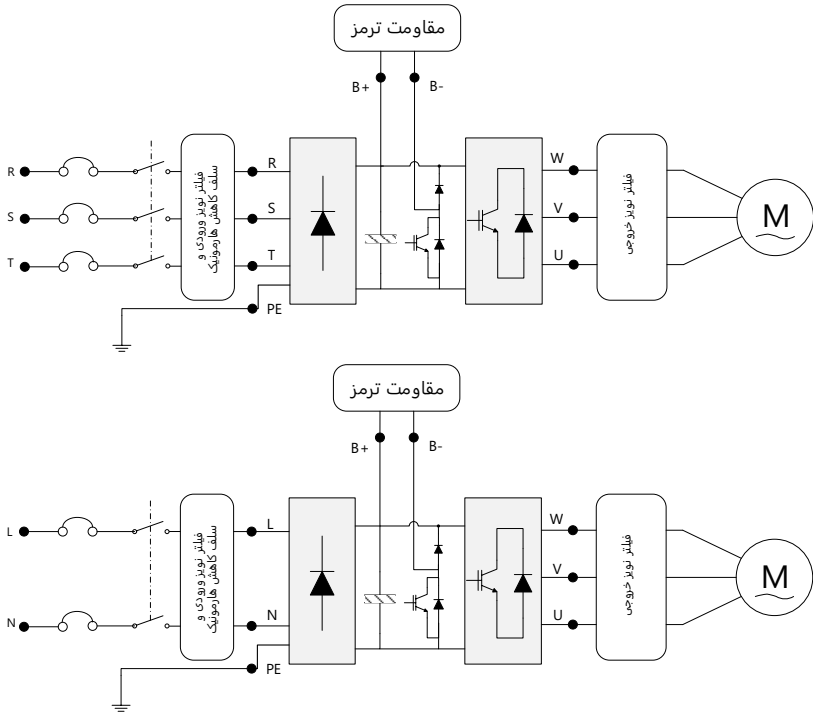 مقاومت ترمز
B+
B-
R
R
W
S
S
V
T
T
U
PE
فیلتر نویز ورودی و
سلف کاهش هارمونیک
فیلتر نویز خروجی
M
مقاومت ترمز
B+
B-
L
L
W
V
N
N
U
PE
فیلتر نویز ورودی و
سلف کاهش هارمونیک
فیلتر نویز خروجی
M